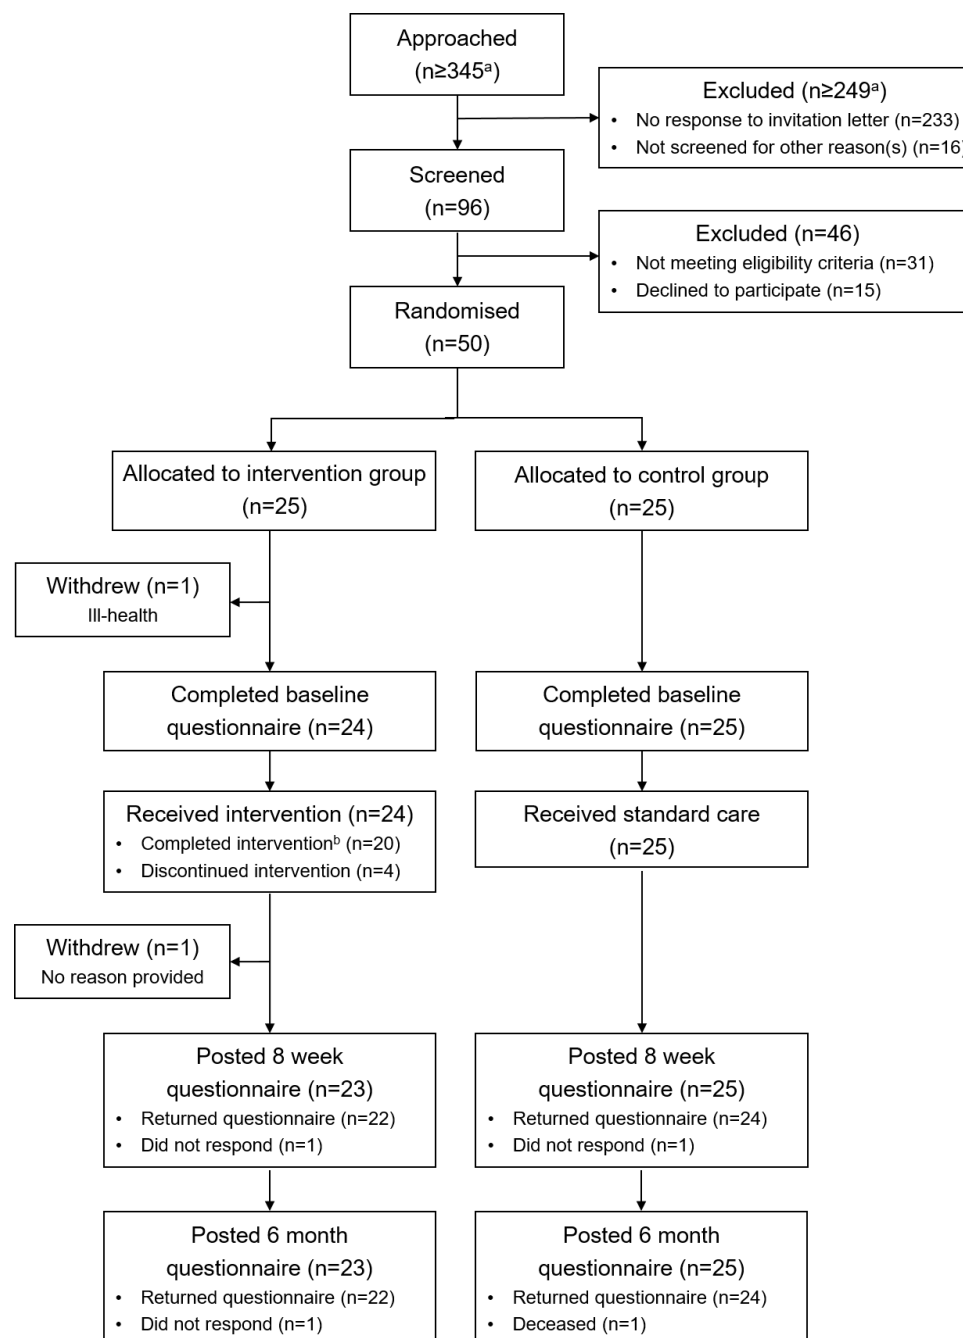 Approached
(n≥345ᵃ)
Excluded (n≥249ᵃ)
• No response to invitation letter (n=233)
• Not screened for other reason(s) (n=16)
Screened
(n=96)
Excluded (n=46)
• Not meeting eligibility criteria (n=31)
• Declined to participate (n=15)
Randomised
(n=50)
Allocated to intervention group
(n=25)
Allocated to control group
(n=25)
Withdrew (n=1)
Ill-health
Completed baseline
questionnaire (n=24)
Completed baseline
questionnaire (n=25)
Received intervention (n=24)
• Completed interventionᵇ (n=20)
• Discontinued intervention (n=4)
Received standard care
(n=25)
Withdrew (n=1)
No reason provided
Posted 8 week
questionnaire (n=23)
• Returned questionnaire (n=22)
• Did not respond (n=1)
Posted 8 week
questionnaire (n=25)
• Returned questionnaire (n=24)
• Did not respond (n=1)
Posted 6 month
questionnaire (n=23)
• Returned questionnaire (n=22)
• Did not respond (n=1)
Posted 6 month
questionnaire (n=25)
• Returned questionnaire (n=24)
• Deceased (n=1)